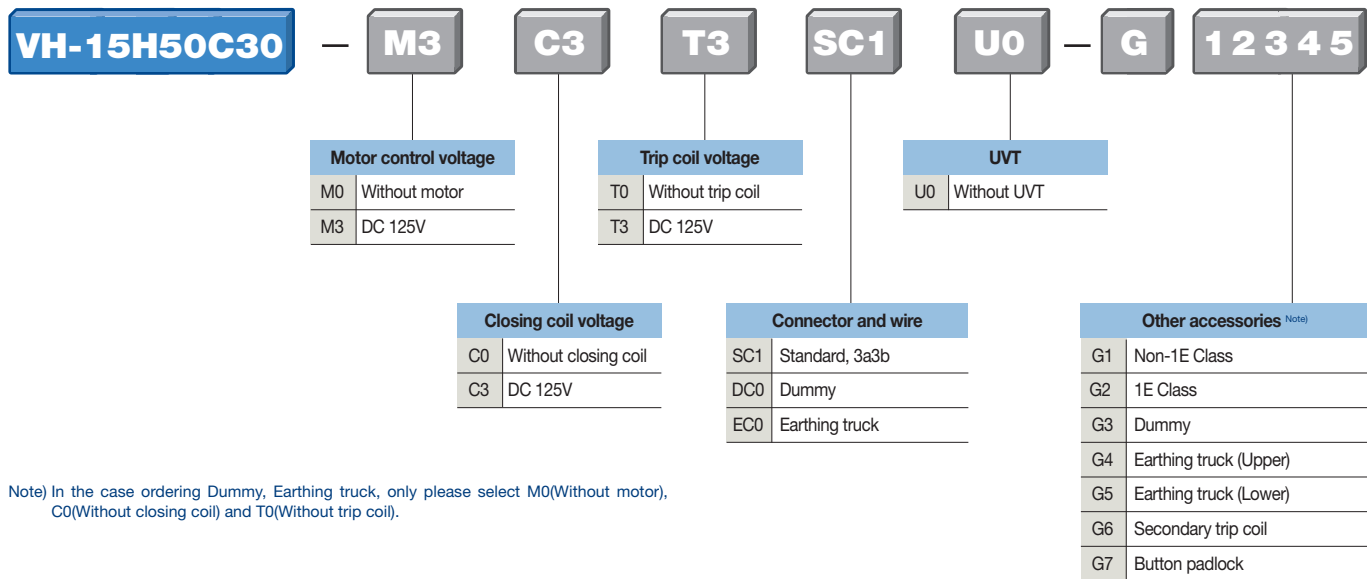 VH-15H50C30 – M3 C3 T3 SC1 U0 – G 1 2 3 4 5
Motor control voltage
M0 Without motor
M3 DC 125V
Trip coil voltage
T0 Without trip coil
T3 DC 125V
UVT
U0 Without UVT
Closing coil voltage
C0 Without closing coil
C3 DC 125V
Connector and wire
SC1 Standard, 3a3b
DC0 Dummy
EC0 Earthing truck
Other accessories Note)
G1 Non-1E Class
G2 1E Class
G3 Dummy
G4 Earthing truck (Upper)
G5 Earthing truck (Lower)
G6 Secondary trip coil
G7 Button padlock
Note) In the case ordering Dummy, Earthing truck, only please select M0(Without motor),
C0(Without closing coil) and T0(Without trip coil).